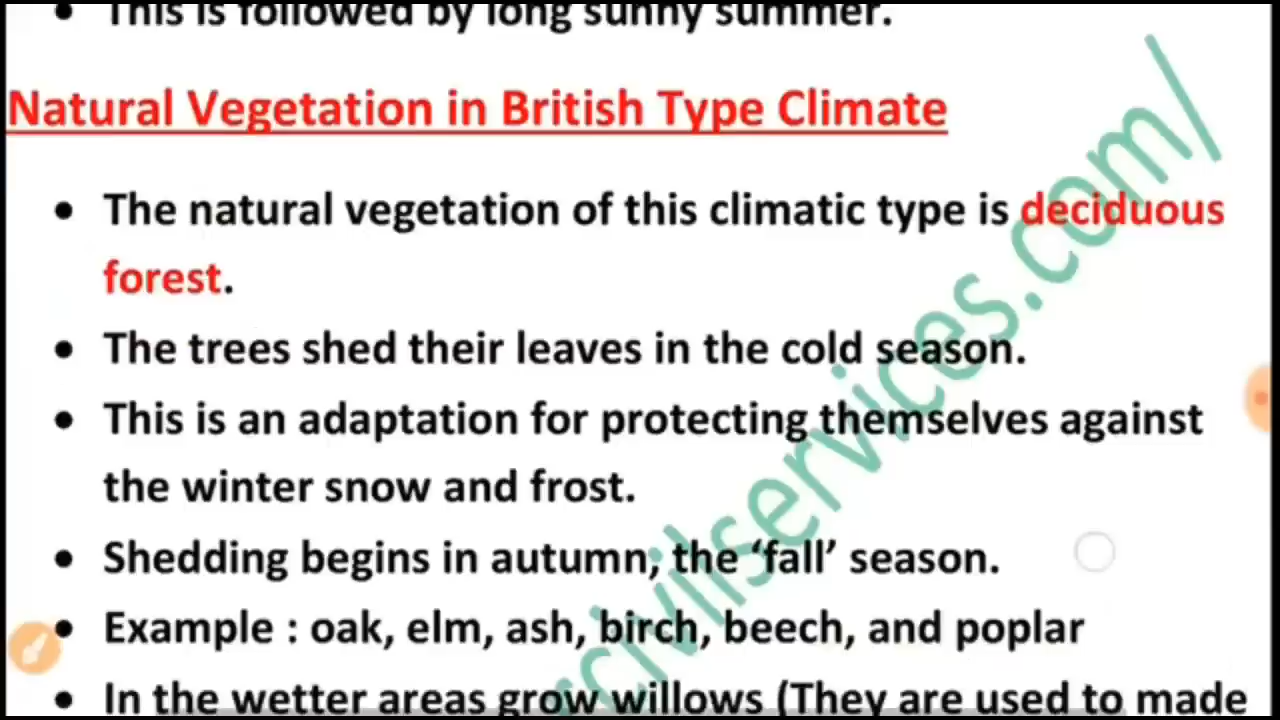 • This is followed by long sunny summer.
Natural Vegetation in British Type Climate
• The natural vegetation of this climatic type is deciduous
forest.
• The trees shed their leaves in the cold season.
• This is an adaptation for protecting themselves against
the winter snow and frost.
• Shedding begins in autumn, the ‘fall’ season.
• Example : oak, elm, ash, birch, beech, and poplar
• In the wetter areas grow willows (They are used to made
rcivilservices.com/